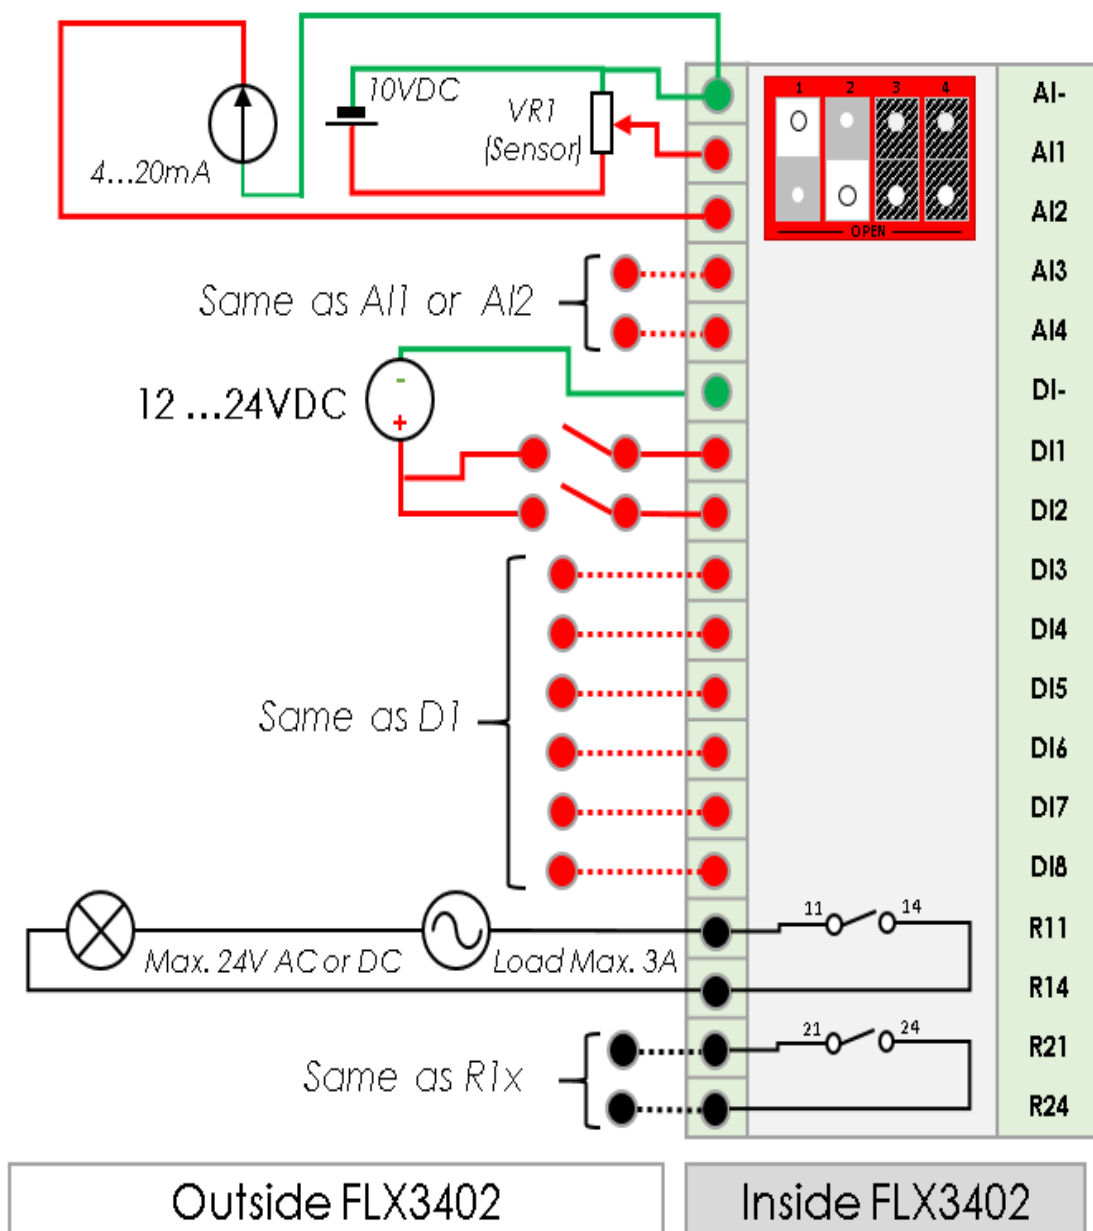 1 2 3 4
OPEN
AI-
AI1
AI2
AI3
AI4
DI-
DI1
DI2
DI3
DI4
DI5
DI6
DI7
DI8
R11
R14
R21
R24
10VDC
VR1
(Sensor)
4...20mA
Same as AI1 or AI2
12 ...24VDC
-
+
Same as D1
11 14
Max. 24V AC or DC
Load Max. 3A
21 24
Same as R1x
Outside FLX3402
Inside FLX3402